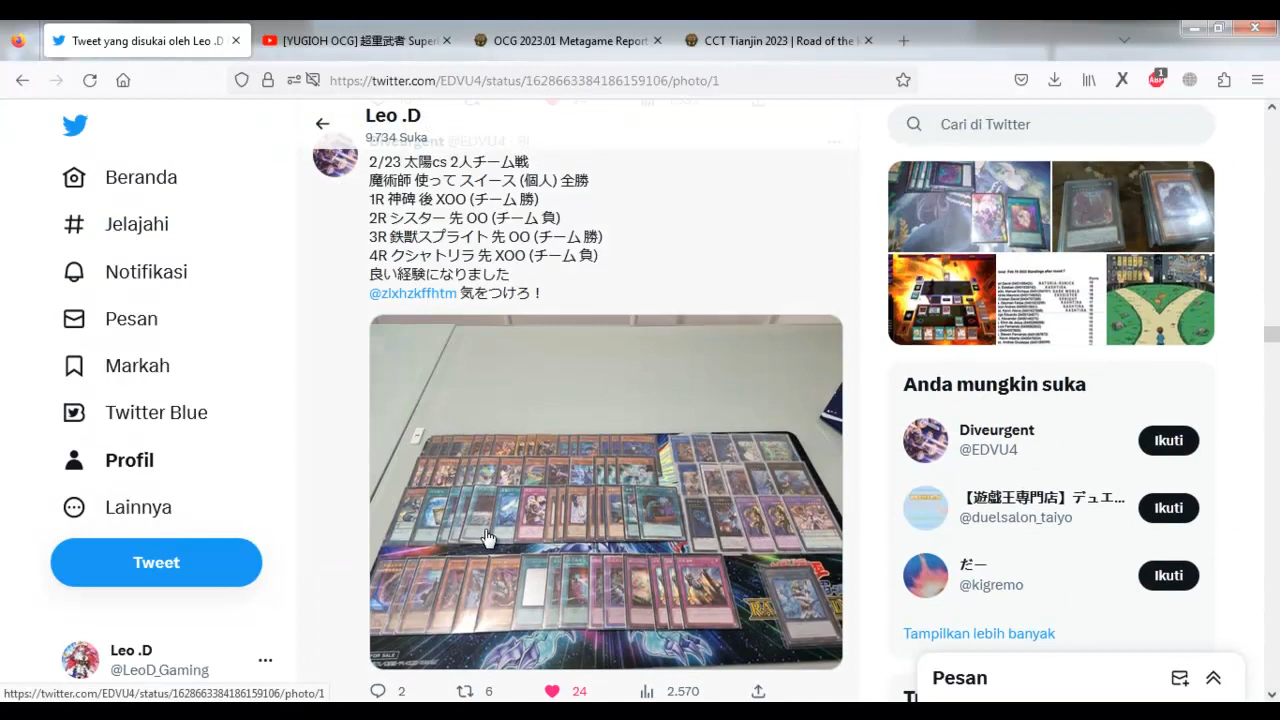 Tweet yang disukai oleh Leo .D
[YUGIOH OCG] 超重武者 Super
OCG 2023.01 Metagame Report
CCT Tianjin 2023 | Road of the
https://twitter.com/EDVU4/status/1628663384186159106/photo/1
1
Leo .D
9.734 Suka
Diveurgent @EDVU4
Cari di Twitter
Beranda
Jelajahi
Notifikasi
Pesan
Markah
Twitter Blue
Profil
Lainnya
Tweet
Leo .D
@LeoD_Gaming
2/23 太陽cs 2人チーム戦
魔術師 使って スイース (個人) 全勝
1R 神碑 後 XOO (チーム 勝)
2R シスター 先 OO (チーム 負)
3R 鉄獣スプライト 先 OO (チーム 勝)
4R クシャトリラ 先 XOO (チーム 負)
良い経験になりました
@zlxhzkffhtm 気をつけろ！
2
6
24
2.570
Anda mungkin suka
Diveurgent
@EDVU4
Ikuti
【遊戯王専門店】デュエ...
@duelsalon_taiyo
Ikuti
だー
@kigremo
Ikuti
Tampilkan lebih banyak
Pesan
https://twitter.com/EDVU4/status/1628663384186159106/photo/1